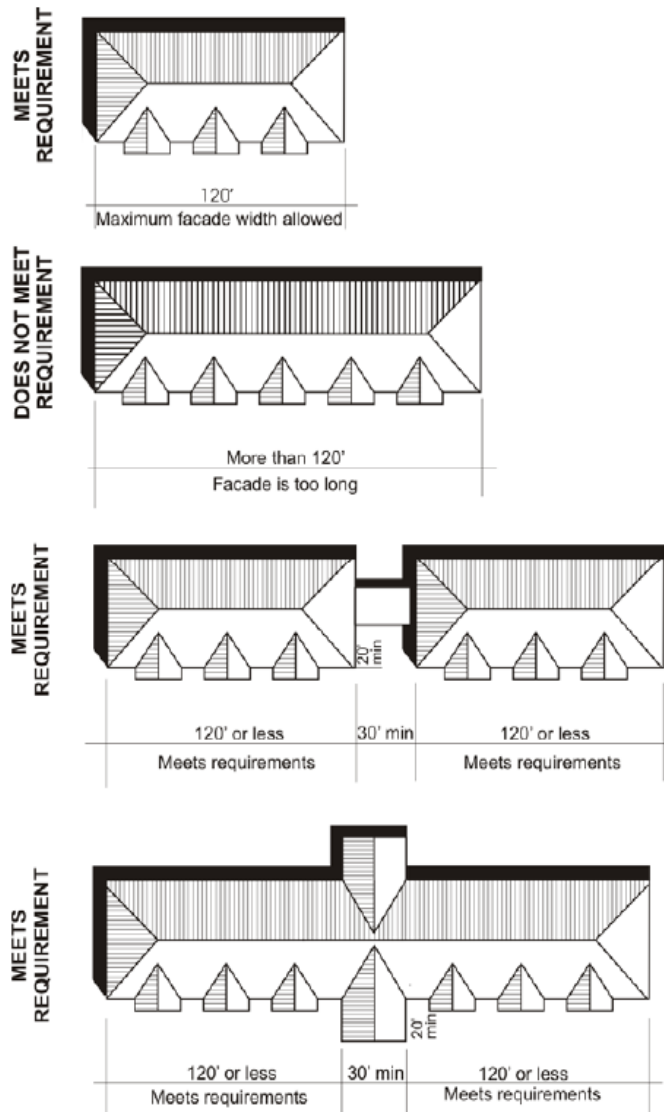 MEETS
REQUIREMENT
120'
Maximum facade width allowed
DOES NOT MEET
REQUIREMENT
More than 120'
Facade is too long
MEETS
REQUIREMENT
20'
min
120' or less
30' min
120' or less
Meets requirements
Meets requirements
MEETS
REQUIREMENT
20'
min
120' or less
30' min
120' or less
Meets requirements
Meets requirements